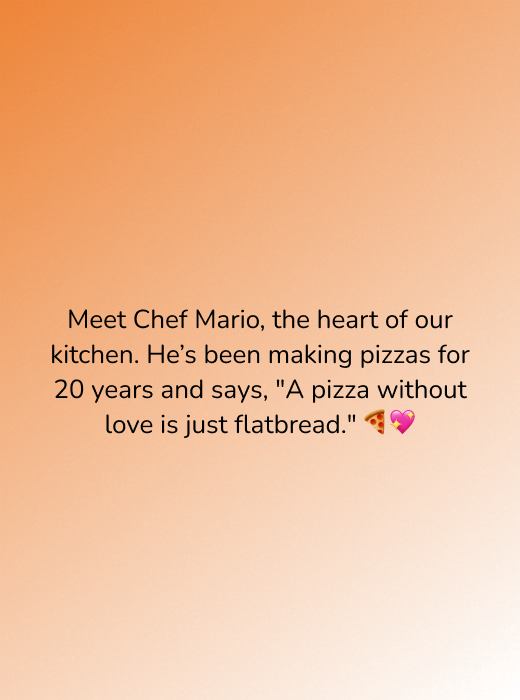 Meet Chef Mario, the heart of our
kitchen. He’s been making pizzas for
20 years and says, "A pizza without
love is just flatbread." 🍕💖